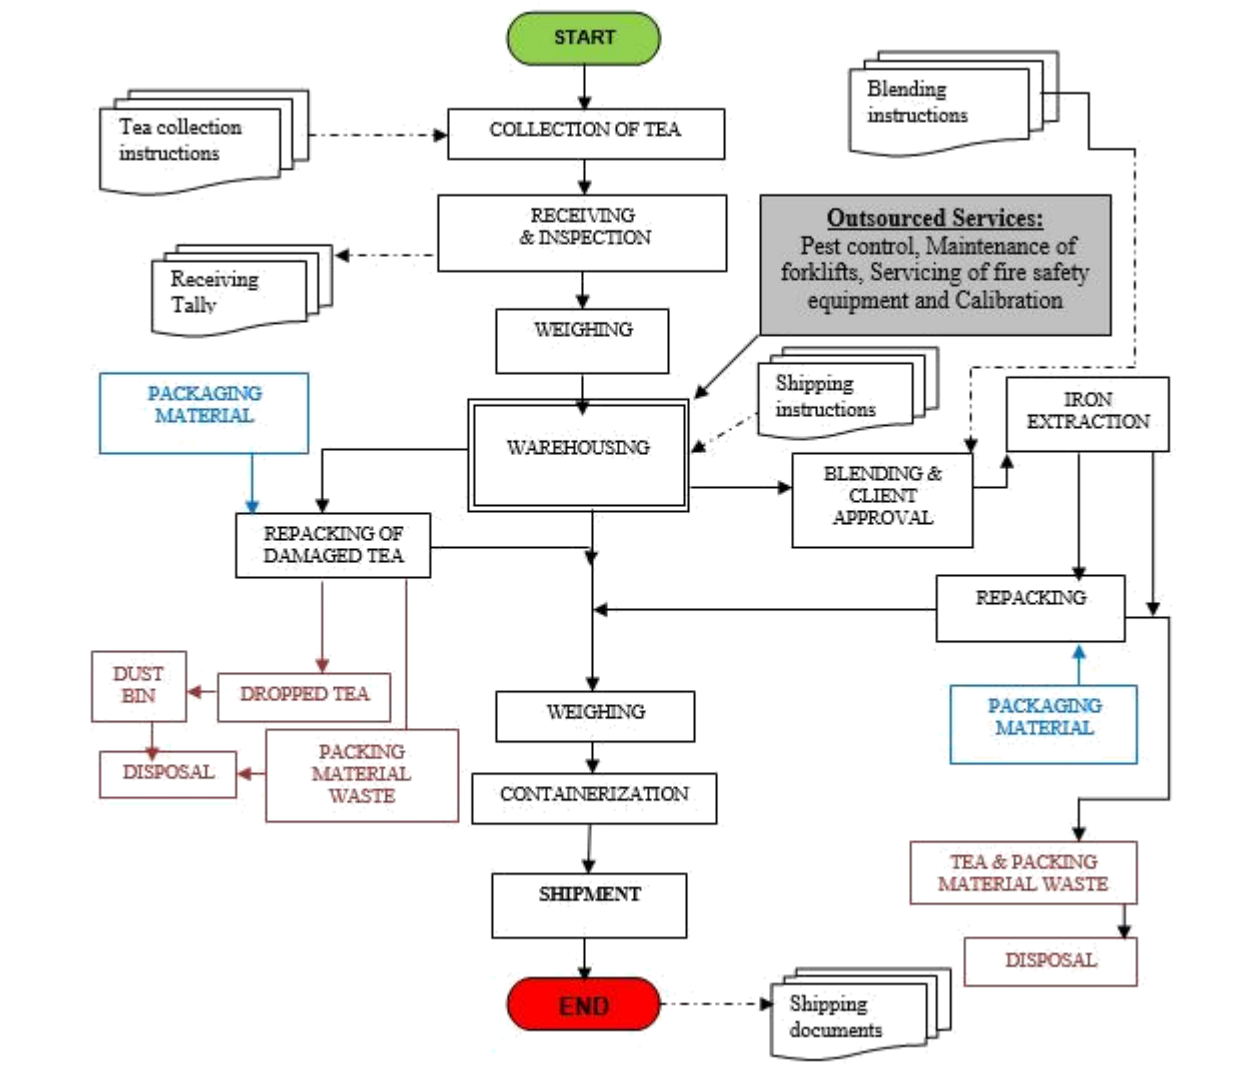 START
Blending
instructions
Tea collection
instructions
COLLECTION OF TEA
RECEIVING
& INSPECTION
Outsourced Services:
Pest control, Maintenance of
forklifts, Servicing of fire safety
equipment and Calibration
Receiving
Tally
WEIGHING
PACKAGING
MATERIAL
Shipping
instructions
IRON
EXTRACTION
WAREHOUSING
BLENDING &
CLIENT
APPROVAL
REPACKING OF
DAMAGED TEA
REPACKING
DUST
BIN
DROPPED TEA
WEIGHING
PACKAGING
MATERIAL
DISPOSAL
PACKING
MATERIAL
WASTE
CONTAINERIZATION
TEA & PACKING
MATERIAL WASTE
SHIPMENT
DISPOSAL
END
Shipping
documents